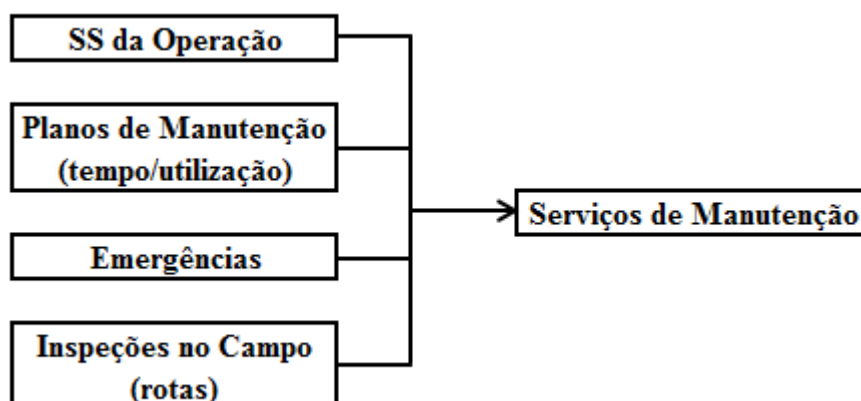 SS da Operação
Planos de Manutenção
(tempo/utilização)
Serviços de Manutenção
Emergências
Inspeções no Campo
(rotas)